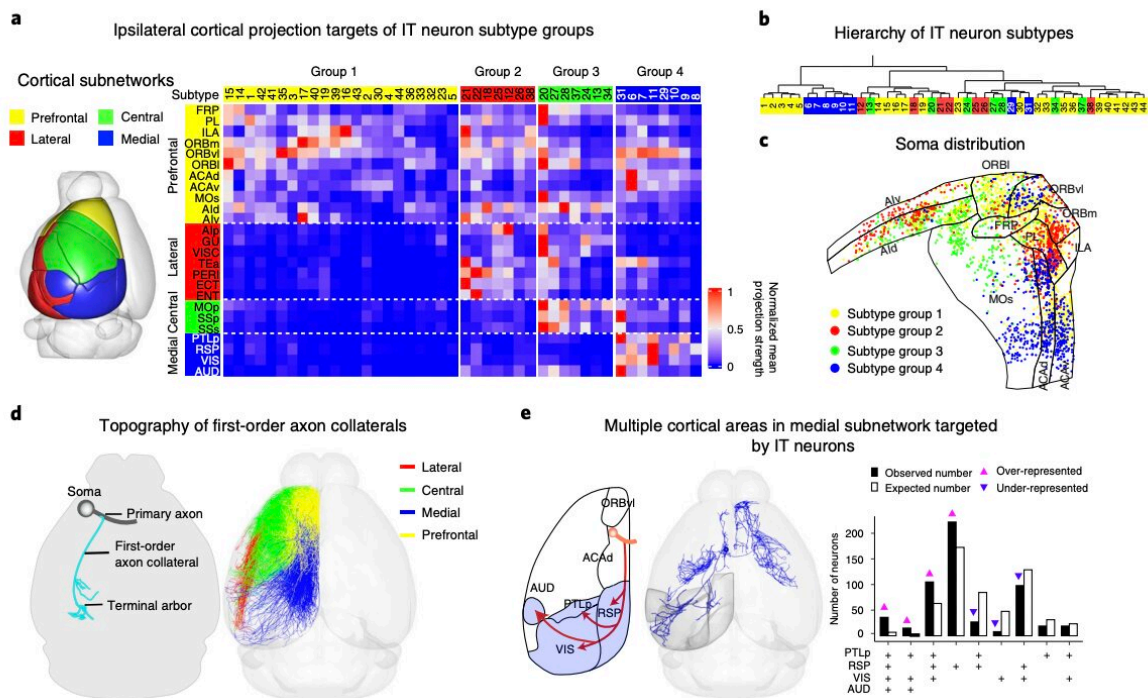 a
Ipsilateral cortical projection targets of IT neuron subtype groups
Cortical subnetworks
Prefrontal
Central
Lateral
Medial
Group 1
Group 2
Group 3
Group 4
Subtype
15 14 1 42 41 35 3 17 40 19 39 16 43 2 30 4 44 36 33 32 23 5
21 22 18 25 12 26 38
20 27 28 37 24 13 34
31 6 7 11 29 10 9 8
Prefrontal
FRP
PL
ILA
ORBm
ORBvl
ORBl
ACAd
ACAv
MOs
AId
AIv
Lateral
AIp
GU
VISC
TEa
PERI
ECT
ENT
Central
MOp
SSp
SSs
Medial
PTLp
RSP
VIS
AUD
1
0.5
0
Normalized mean
projection strength
b
Hierarchy of IT neuron subtypes
1 2 3 4 5 6 7 8 9 10 11 12 13 14 15 16 17 18 19 20 21 22 23 24 25 26 27 28 29 30 31 32 33 34 35 36 37 38 39 40 41 42 43 44
c
Soma distribution
ORBl
ORBvl
ORBm
AIv
AId
FRP
PL
ILA
MOs
ACAd
Subtype group 1
Subtype group 2
Subtype group 3
Subtype group 4
d
Topography of first-order axon collaterals
Soma
Primary axon
First-order
axon collateral
Terminal arbor
Lateral
Central
Medial
Prefrontal
e
Multiple cortical areas in medial subnetwork targeted
by IT neurons
ORBvl
ACAd
AUD
PTLp
RSP
VIS
Observed number
Over-represented
Expected number
Under-represented
Number of neurons
200
150
100
50
0
PTLp + + + + + +
RSP + + + + + +
VIS + + + + +
AUD + +